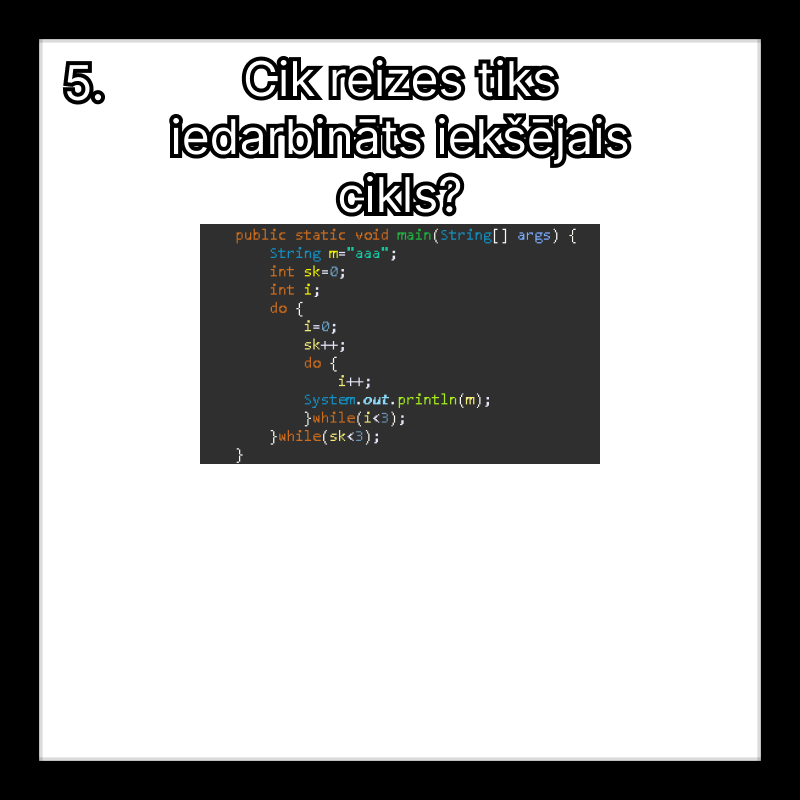 5.
Cik reizes tiks
iedarbināts iekšējais
cikls?
public static void main(String[] args) {
String m="aaa";
int sk=0;
int i;
do {
i=0;
sk++;
do {
i++;
System.out.println(m);
}while(i<3);
}while(sk<3);
}